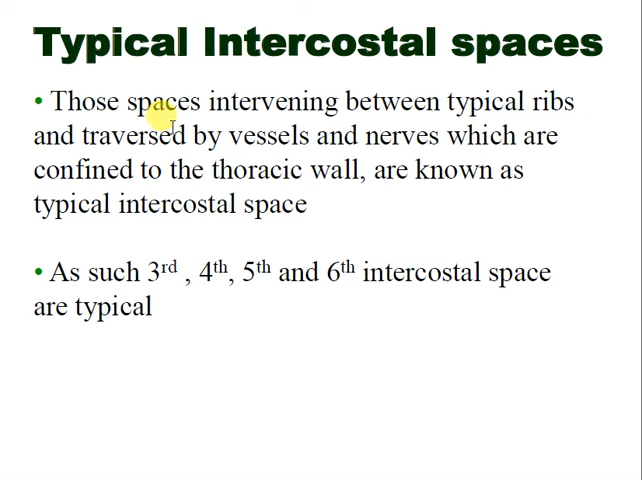 Typical Intercostal spaces
• Those spaces intervening between typical ribs
and traversed by vessels and nerves which are
confined to the thoracic wall, are known as
typical intercostal space
• As such 3rd , 4th, 5th and 6th intercostal space
are typical